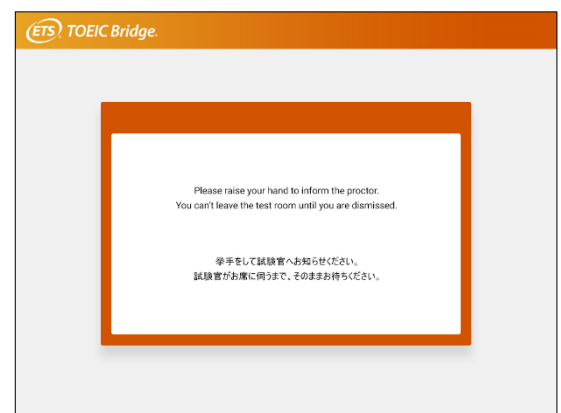 ETS TOEIC Bridge.
Please raise your hand to inform the proctor.
You can't leave the test room until you are dismissed.
挙手をして試験官へお知らせください。
試験官がお席に伺うまで、そのままお待ちください。